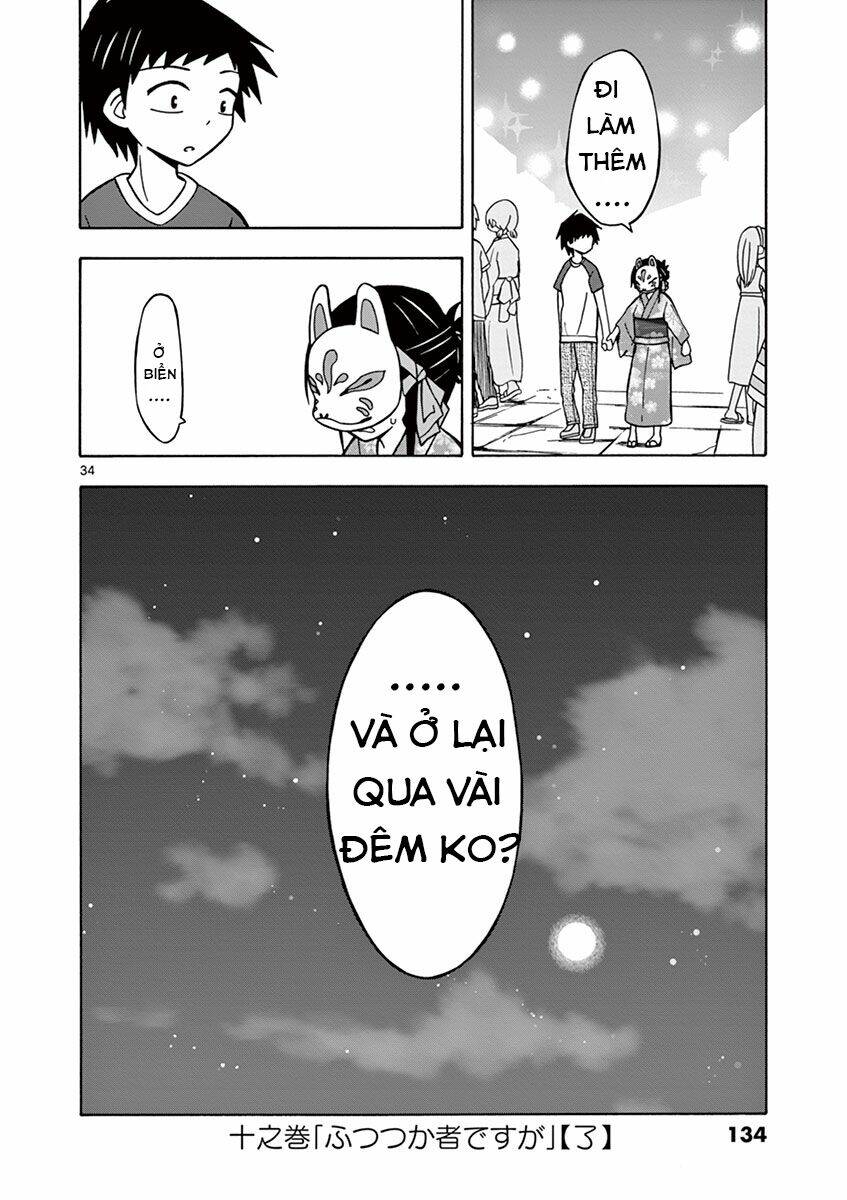 ĐI
LÀM
THÊM
....
Ở
BIỂN
....
34
.....
VÀ Ở LẠI
QUA VÀI
ĐÊM KO?
十之巻「ふつつか者ですが」【了】
134